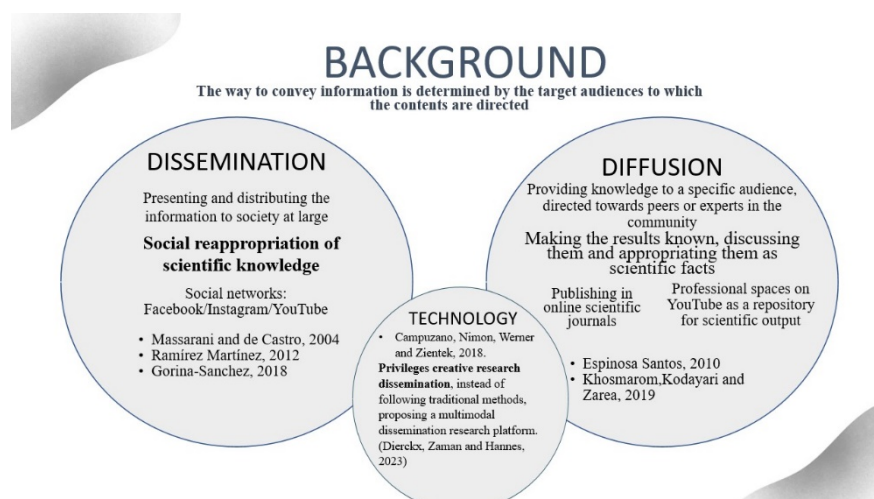 BACKGROUND
The way to convey information is determined by the target audiences to which
the contents are directed
DISSEMINATION
Presenting and distributing the
information to society at large
Social reappropriation of
scientific knowledge
Social networks:
Facebook/Instagram/YouTube
• Massarani and de Castro, 2004
• Ramírez Martínez, 2012
• Gorina-Sanchez, 2018
TECHNOLOGY
• Campuzano, Nimon, Werner
and Zientek, 2018.
Privileges creative research
dissemination, instead of
following traditional methods,
proposing a multimodal
dissemination research platform.
(Dierckx, Zaman and Hannes,
2023)
DIFFUSION
Providing knowledge to a specific audience,
directed towards peers or experts in the
community
Making the results known, discussing
them and appropriating them as
scientific facts
Publishing in
online scientific
journals
Professional spaces on
YouTube as a repository
for scientific output
• Espinosa Santos, 2010
• Khosmarom,Kodayari and
Zarea, 2019